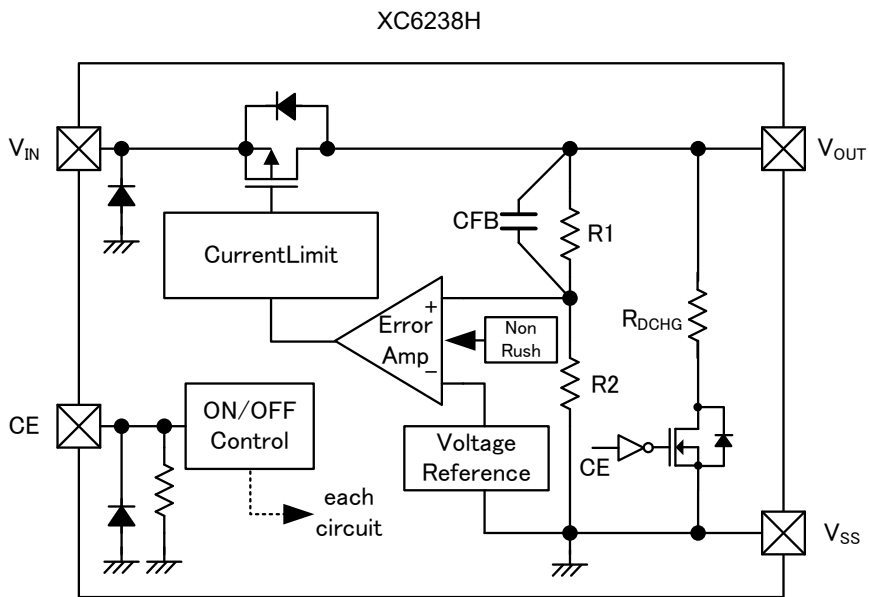 XC6238H
VIN
VOUT
CurrentLimit
CFB
R1
+
Error
Amp
−
Non
Rush
RDCHG
R2
CE
ON/OFF
Control
Voltage
Reference
CE
each
circuit
VSS